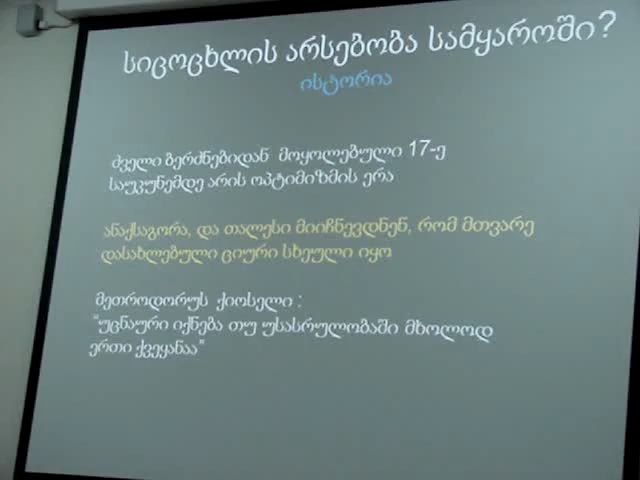 სიცოცხლის არსებობა სამყაროში?
ისტორია
ძველი ბერძნებიდან მოყოლებული 17-ე
საუკუნემდე არის ოპტიმიზმის ერა
ანაქსაგორა, და თალესი მიიჩნევდნენ, რომ მთვარე
დასახლებული ციური სხეული იყო
მეთროდორუს ქიოსელი :
“უცნაური იქნება თუ უსასრულობაში მხოლოდ
ერთი ქვეყანაა”